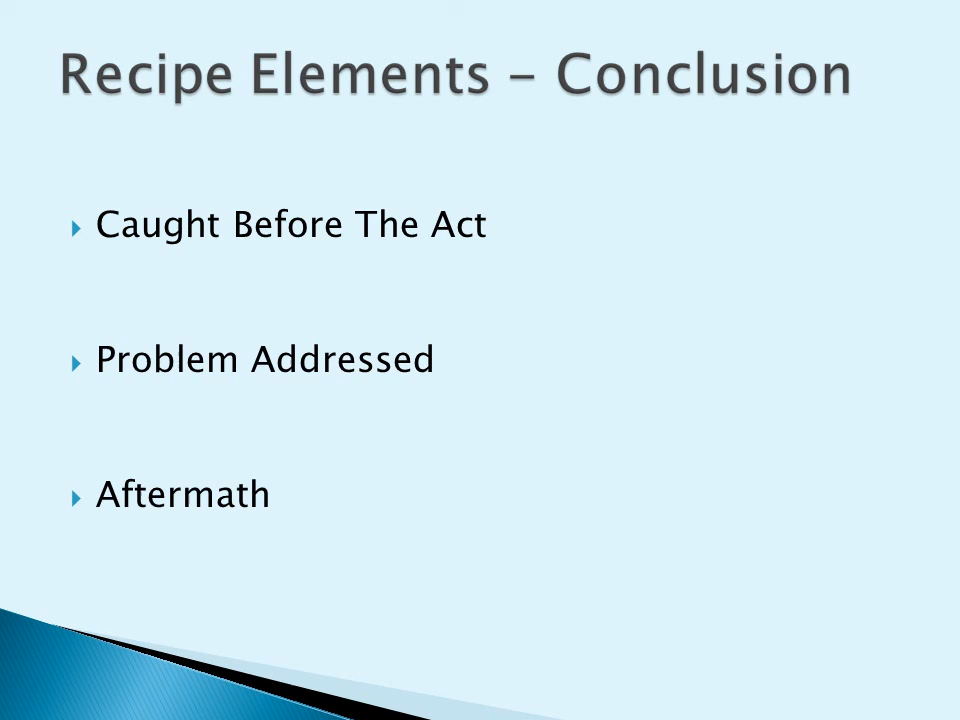 Recipe Elements - Conclusion
Caught Before The Act
Problem Addressed
Aftermath